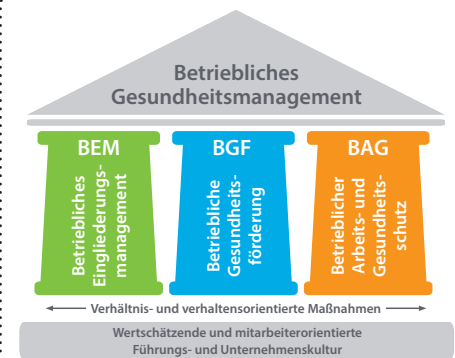 Betriebliches
Gesundheitsmanagement
BEM
Betriebliches
Eingliederungs-
management
BGF
Betriebliche
Gesundheits-
förderung
BAG
Betrieblicher
Arbeits- und
Gesundheits-
schutz
Verhältnis- und verhaltensorientierte Maßnahmen
Wertschätzende und mitarbeiterorientierte
Führungs- und Unternehmenskultur